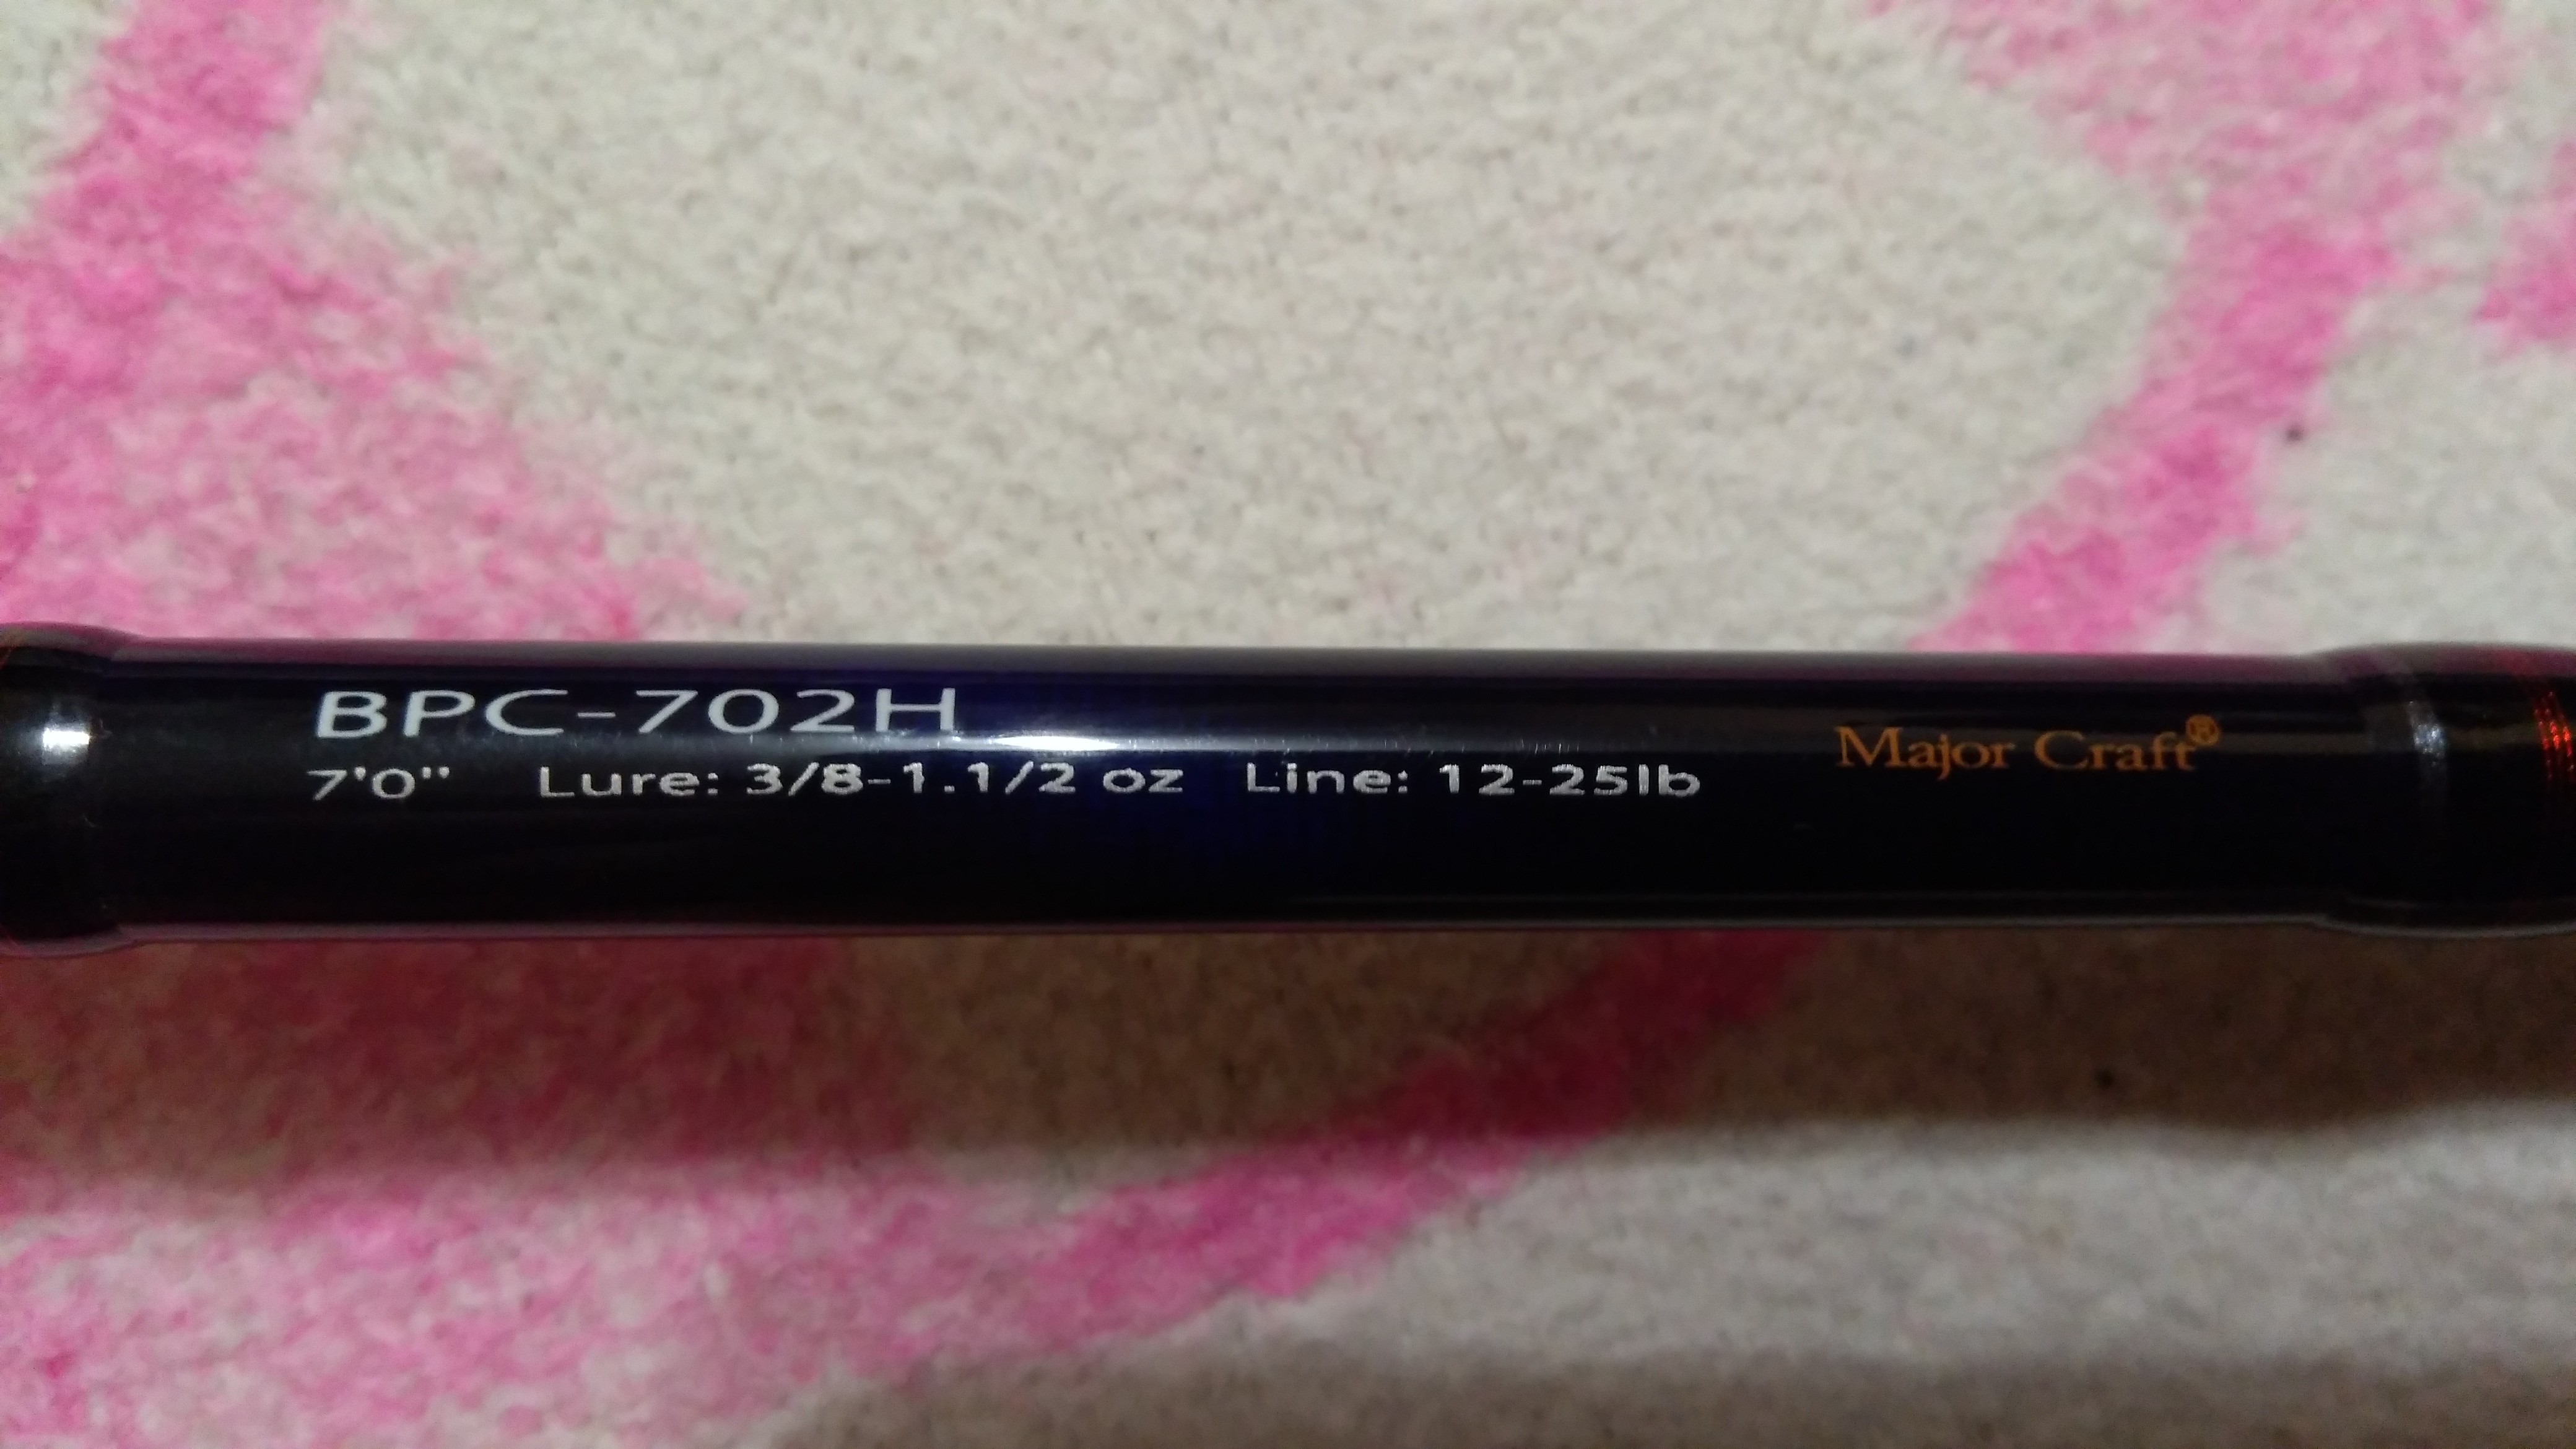 BPC-702H
7'0" Lure: 3/8-1.1/2 oz Line: 12-25lb
Major Craft®